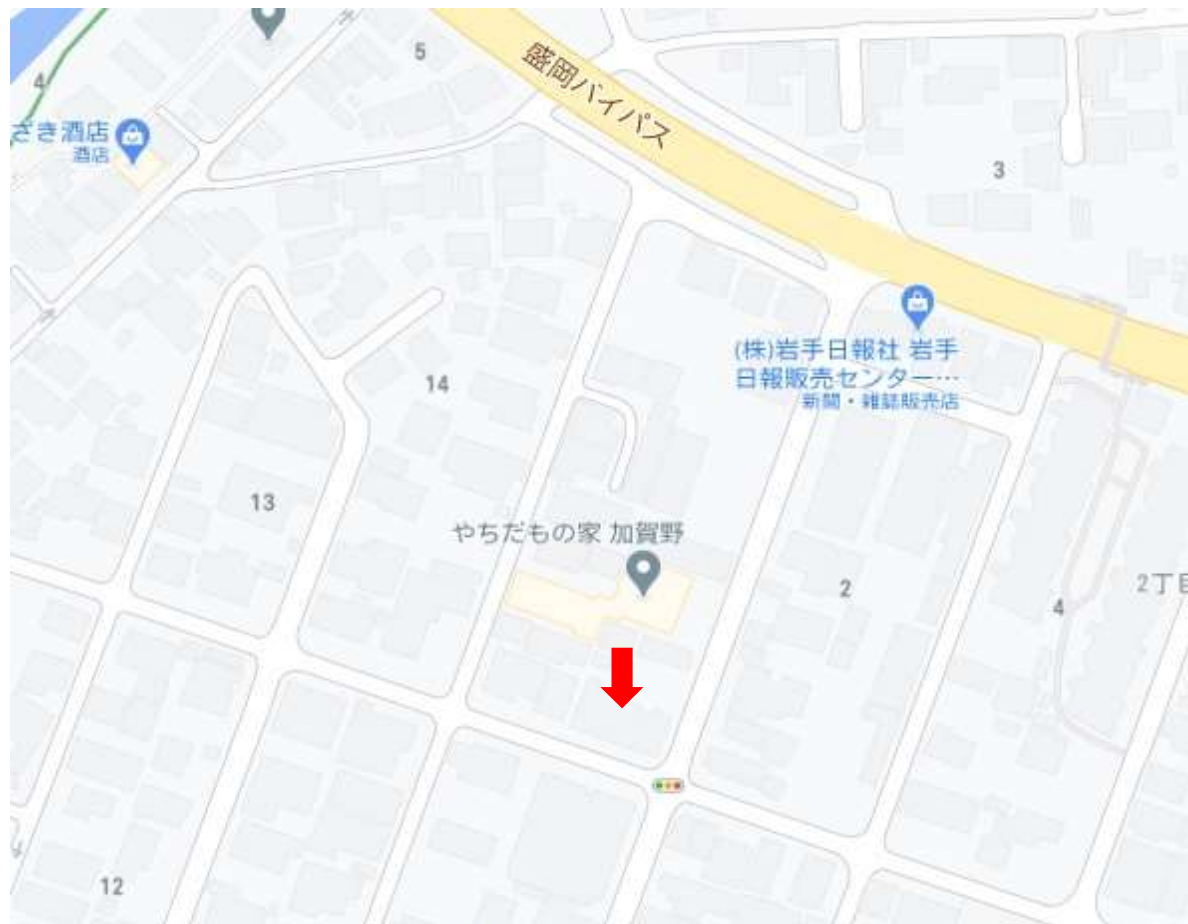 5
盛岡バイパス
4
ざき酒店
酒店
3
(株)岩手日報社 岩手
日報販売センター…
新聞・雑誌販売店
14
13
やちだもの家 加賀野
2
4
2丁目
12